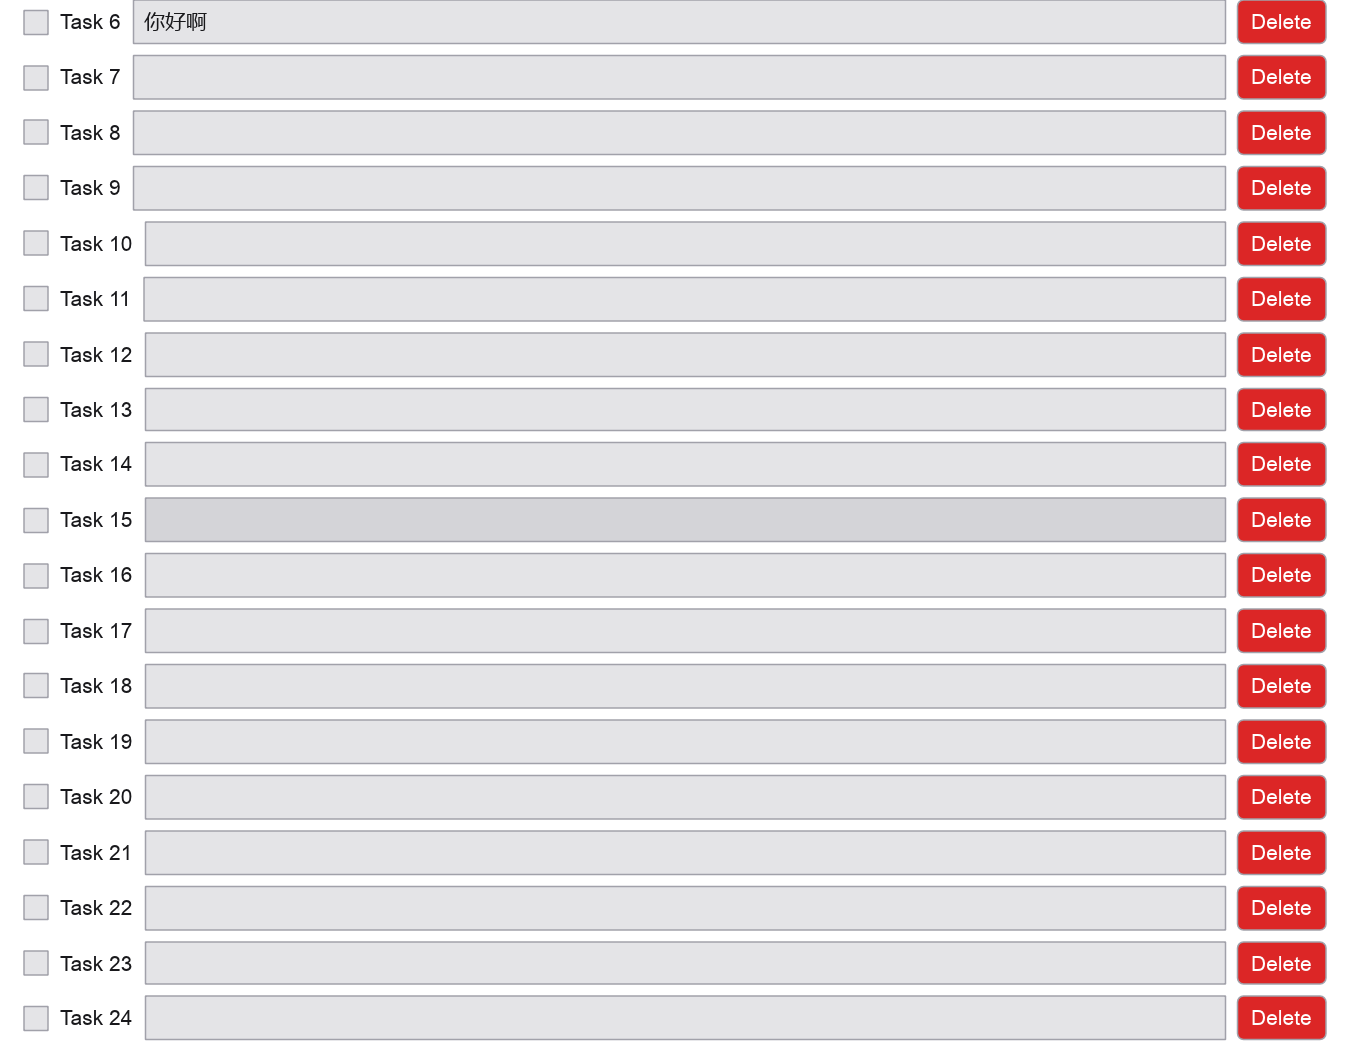 Task 6 你好啊 Delete
Task 7 Delete
Task 8 Delete
Task 9 Delete
Task 10 Delete
Task 11 Delete
Task 12 Delete
Task 13 Delete
Task 14 Delete
Task 15 Delete
Task 16 Delete
Task 17 Delete
Task 18 Delete
Task 19 Delete
Task 20 Delete
Task 21 Delete
Task 22 Delete
Task 23 Delete
Task 24 Delete